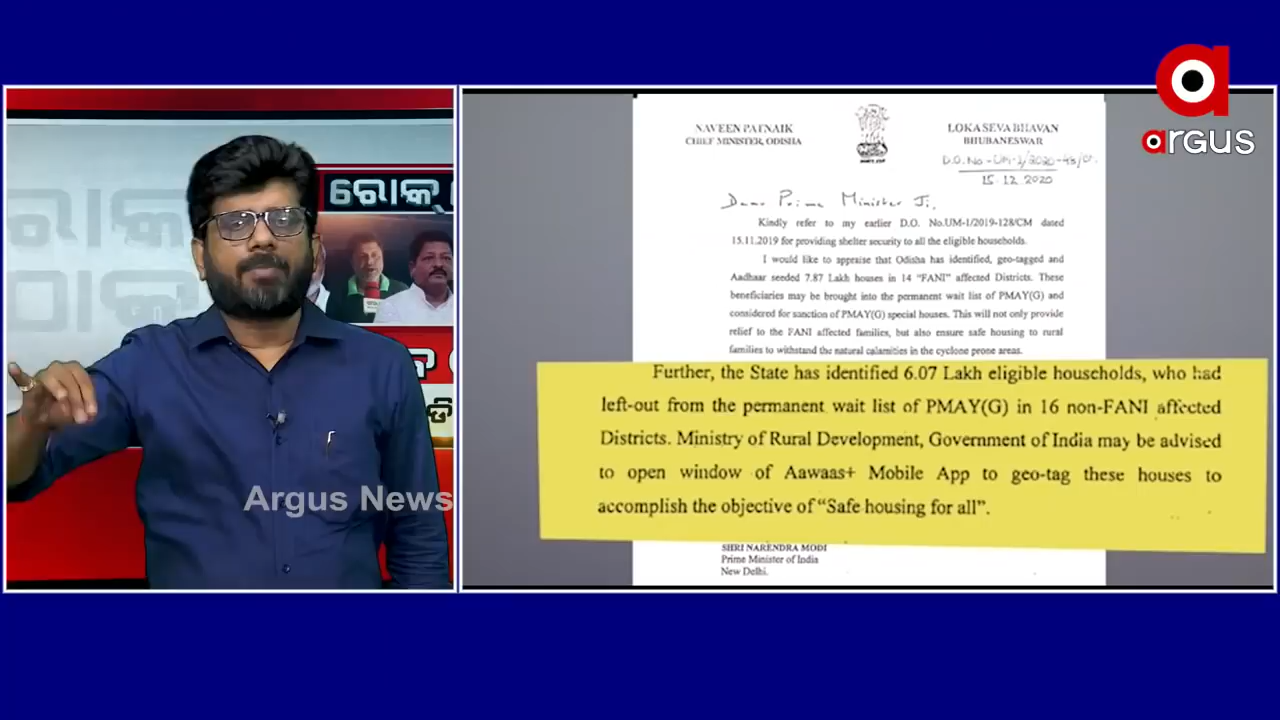 argus
ରୋକ୍
ରୋକ
ଠୋକ
Argus News
NAVEEN PATNAIK
CHIEF MINISTER, ODISHA
LOKA SEVA BHAVAN
BHUBANESWAR
D.O. No - UM-1/2020-
15.12.2020
Dear Prime Minister Ji,
Kindly refer to my earlier D.O. No.UM-1/2019-128/CM dated
15.11.2019 for providing shelter security to all the eligible households.
I would like to appraise that Odisha has identified, geo-tagged and
Aadhaar seeded 7.87 Lakh houses in 14 “FANI” affected Districts. These
beneficiaries may be brought into the permanent wait list of PMAY(G) and
considered for sanction of PMAY(G) special houses. This will not only provide
relief to the FANI affected families, but also ensure safe housing to rural
families to withstand the natural calamities in the cyclone prone areas.
Further, the State has identified 6.07 Lakh eligible households, who had
left-out from the permanent wait list of PMAY(G) in 16 non-FANI affected
Districts. Ministry of Rural Development, Government of India may be advised
to open window of Aawaas+ Mobile App to geo-tag these houses to
accomplish the objective of “Safe housing for all”.
SHRI NARENDRA MODI
Prime Minister of India
New Delhi.